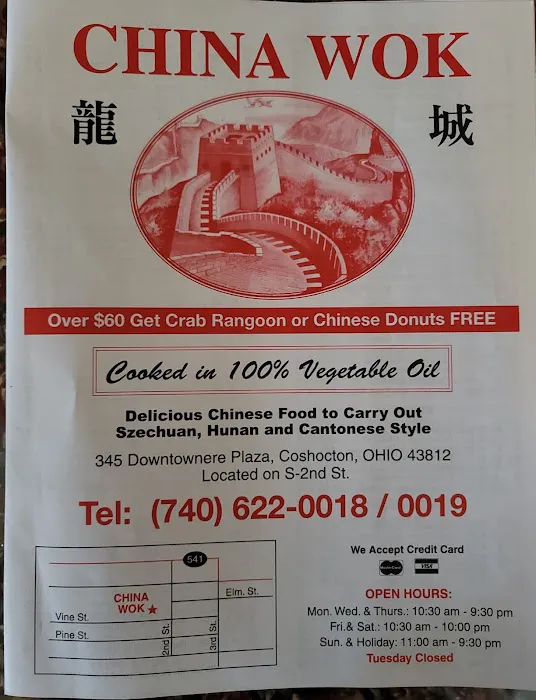 CHINA WOK
龍 城
Over $60 Get Crab Rangoon or Chinese Donuts FREE
Cooked in 100% Vegetable Oil
Delicious Chinese Food to Carry Out
Szechuan, Hunan and Cantonese Style
345 Downtownere Plaza, Coshocton, OHIO 43812
Located on S-2nd St.
Tel: (740) 622-0018 / 0019
541
Elm. St.
CHINA
WOK ★
Vine St.
Pine St.
2nd St.
3rd St.
We Accept Credit Card
MasterCard VISA
OPEN HOURS:
Mon. Wed. & Thurs.: 10:30 am - 9:30 pm
Fri.& Sat.: 10:30 am - 10:00 pm
Sun. & Holiday: 11:00 am - 9:30 pm
Tuesday Closed